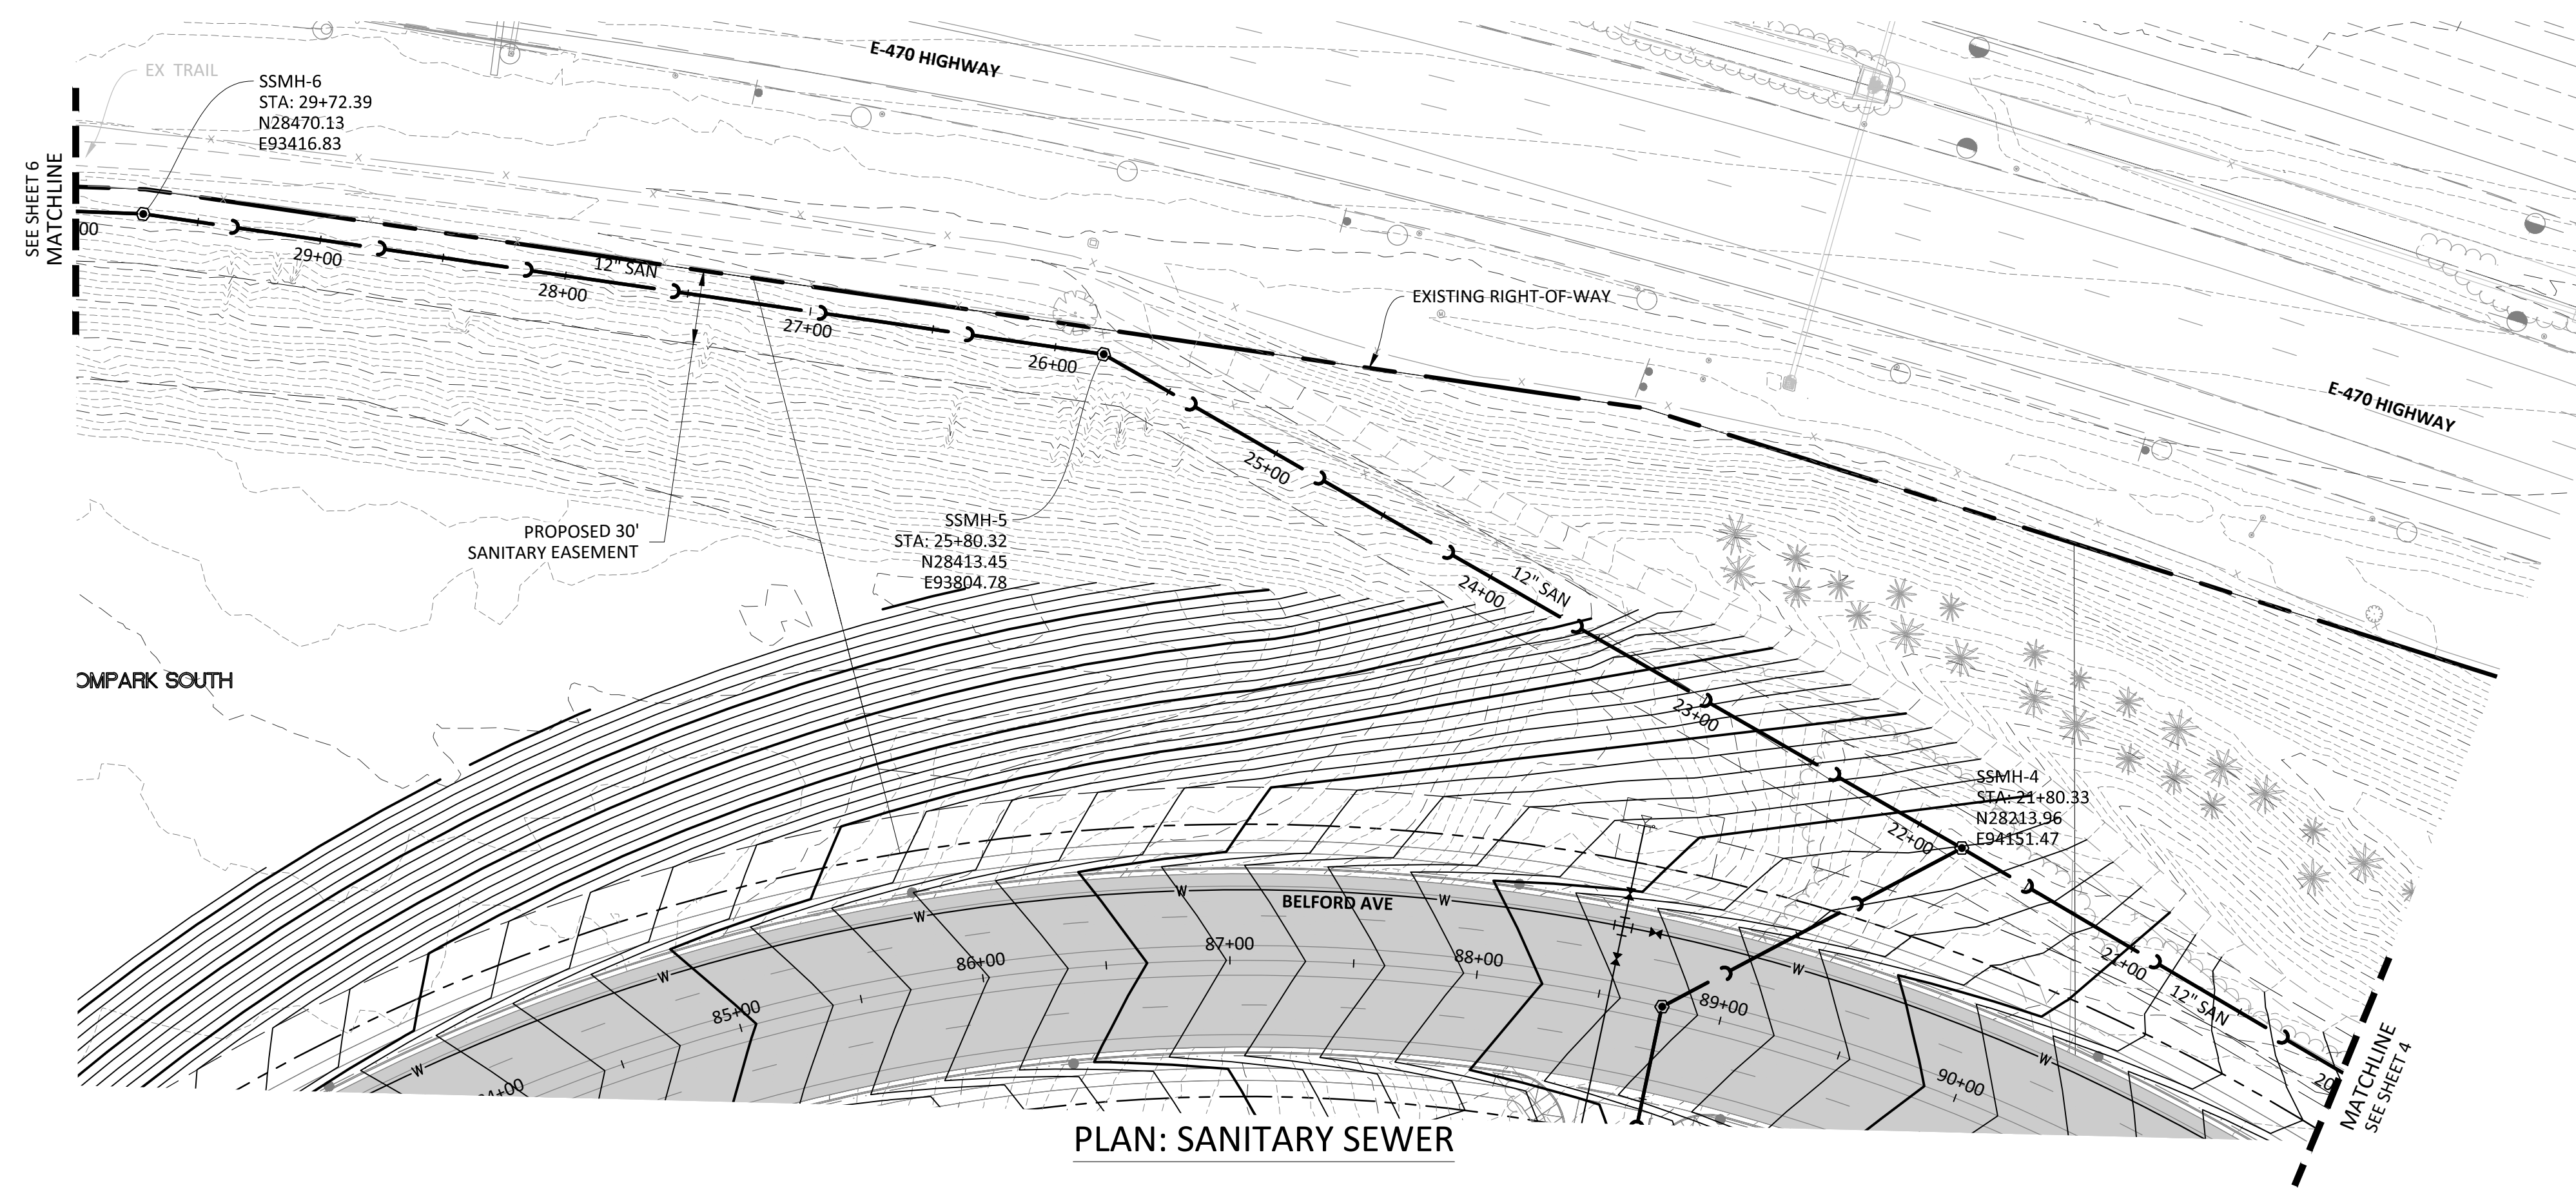 E-470 HIGHWAY
EX TRAIL
SSMH-6
STA: 29+72.39
N28470.13
E93416.83
SEE SHEET 6
MATCHLINE
00
29+00
12" SAN
28+00
27+00
26+00
EXISTING RIGHT-OF-WAY
E-470 HIGHWAY
25+00
PROPOSED 30'
SANITARY EASEMENT
SSMH-5
STA: 25+80.32
N28413.45
E93804.78
12" SAN
24+00
OMPARK SOUTH
23+00
SSMH-4
STA: 21+80.33
N28213.96
E94151.47
22+00
W
W
W
BELFORD AVE
87+00
88+00
86+00
W
W
21+00
12" SAN
85+00
89+00
W
W
90+00
20
4+00
MATCHLINE
SEE SHEET 4
PLAN: SANITARY SEWER